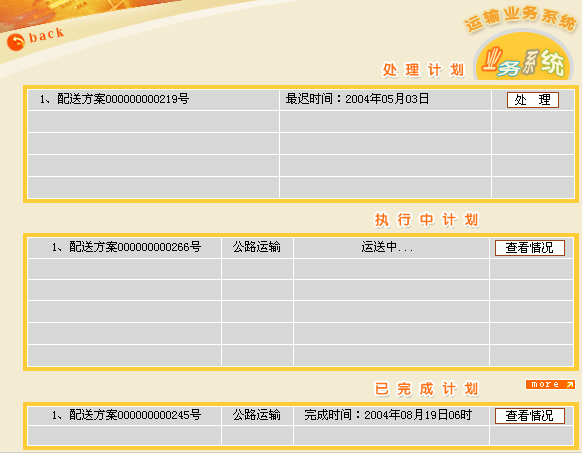 back
运输业务系统
业务系统
处理计划
1、配送方案000000000219号 最迟时间：2004年05月03日 处 理
执行中计划
1、配送方案000000000266号 公路运输 运送中... 查看情况
已完成计划
more
1、配送方案000000000245号 公路运输 完成时间：2004年08月19日06时 查看情况